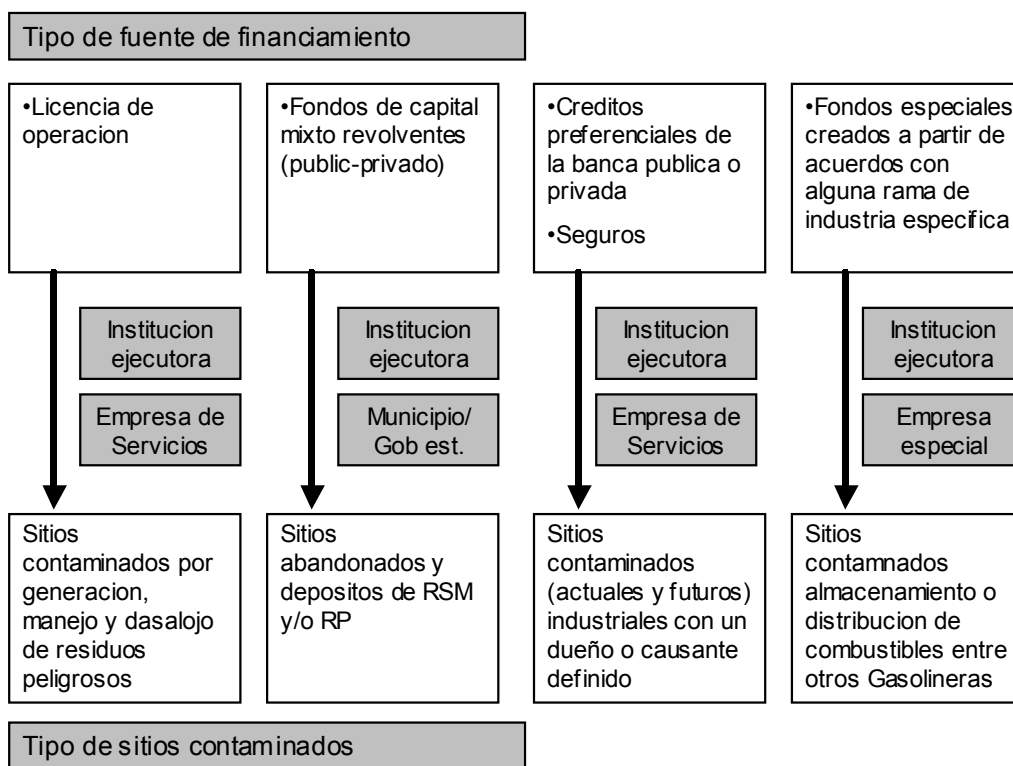 Tipo de fuente de financiamiento
•Licencia de
operacion
•Fondos de capital
mixto revolventes
(public-privado)
•Creditos
preferenciales de
la banca publica o
privada
•Seguros
•Fondos especiales
creados a partir de
acuerdos con
alguna rama de
industria especifica
Institucion
ejecutora
Empresa de
Servicios
Institucion
ejecutora
Municipio/
Gob est.
Institucion
ejecutora
Empresa de
Servicios
Institucion
ejecutora
Empresa
especial
Sitios
contaminados por
generacion,
manejo y dasalojo
de residuos
peligrosos
Sitios
abandonados y
depositos de RSM
y/o RP
Sitios
contaminados
(actuales y futuros)
industriales con un
dueño o causante
definido
Sitios
contamnados
almacenamiento o
distribucion de
combustibles entre
otros Gasolineras
Tipo de sitios contaminados